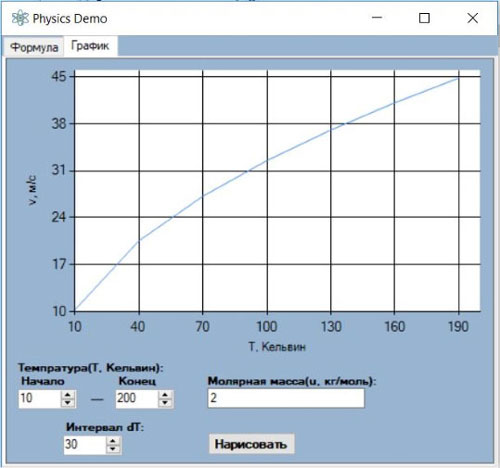 Physics Demo
Формула График
45
38
31
24
17
10
v, м/с
10 40 70 100 130 160 190
T, Кельвин
Темпратура(T, Кельвин):
Начало Конец Молярная масса(u, кг/моль):
10 — 200 2
Интервал dT:
30 Нарисовать